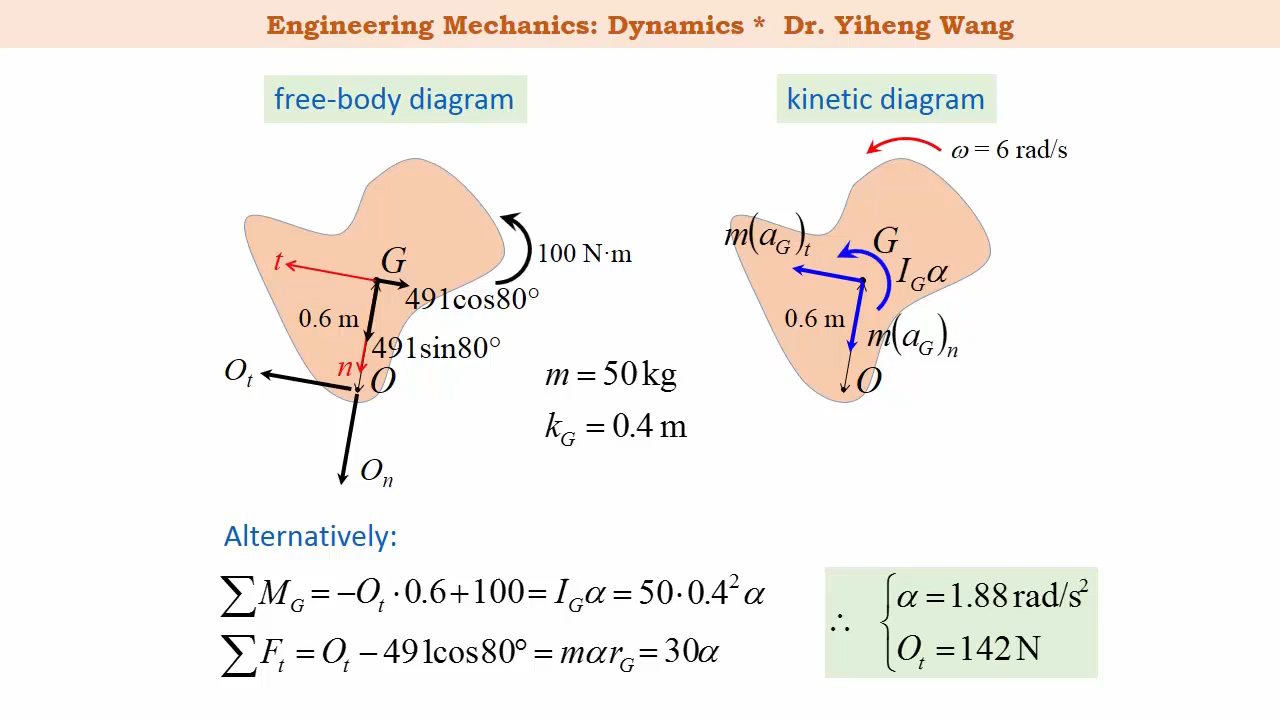 Engineering Mechanics: Dynamics * Dr. Yiheng Wang
free-body diagram
kinetic diagram
ω = 6 rad/s
m(a_G)_t
G
I_Gα
100 N·m
t
G
491cos80°
0.6 m
0.6 m
491sin80°
m(a_G)_n
n
O
O_t
O
m = 50 kg
k_G = 0.4 m
O_n
Alternatively:
∑M_G = −O_t · 0.6 + 100 = I_Gα = 50 · 0.4² α
∑F_t = O_t − 491cos80° = mαr_G = 30α
∴ { α = 1.88 rad/s²
O_t = 142 N